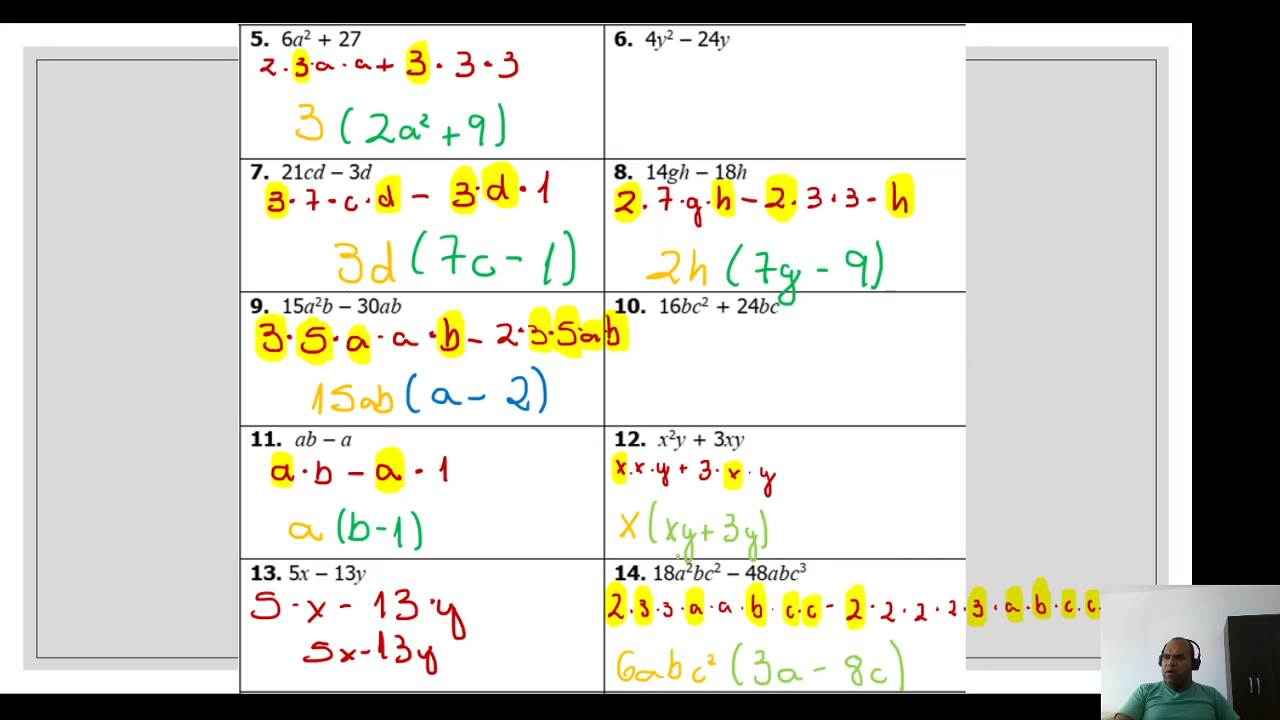 5. 6a² + 27
2·3·a·a+ 3·3·3
3 (2a² + 9)
6. 4y² – 24y
7. 21cd – 3d
3·7·c·d – 3·d·1
3d (7c – 1)
8. 14gh – 18h
2·7·g·h – 2·3·3·h
2h (7g – 9)
9. 15a²b – 30ab
3·5·a·a·b – 2·3·5·ab
15ab (a – 2)
10. 16bc² + 24bc
11. ab – a
a·b – a·1
a (b-1)
12. x²y + 3xy
x·x·y + 3·x·y
x (xy + 3y)
13. 5x – 13y
5·x – 13·y
5x-13y
14. 18a²bc² – 48abc³
2·3·3·a·a·b·c·c – 2·2·2·2·3·a·b·c·c·
6abc² (3a – 8c)